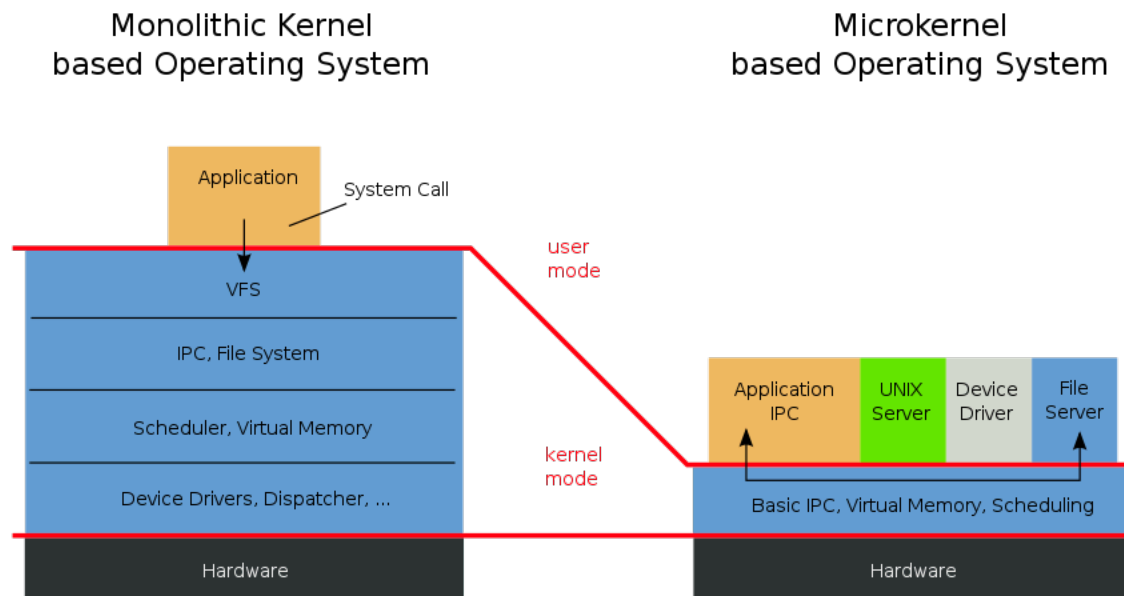 Monolithic Kernel
based Operating System
Microkernel
based Operating System
Application
System Call
user
mode
VFS
IPC, File System
Scheduler, Virtual Memory
kernel
mode
Device Drivers, Dispatcher, ...
Hardware
Application
IPC
UNIX
Server
Device
Driver
File
Server
Basic IPC, Virtual Memory, Scheduling
Hardware